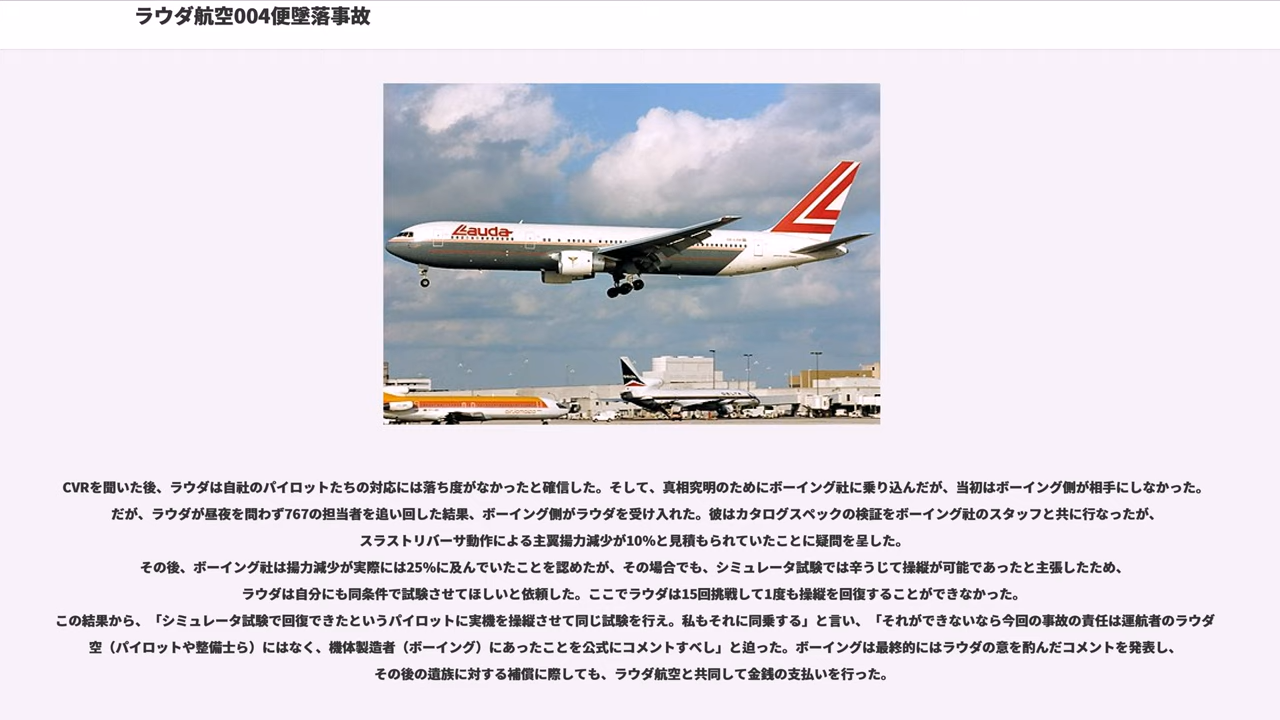 ラウダ航空004便墜落事故
Lauda
CVRを聞いた後、ラウダは自社のパイロットたちの対応には落ち度がなかったと確信した。そして、真相究明のためにボーイング社に乗り込んだが、当初はボーイング側が相手にしなかった。
だが、ラウダが昼夜を問わず767の担当者を追い回した結果、ボーイング側がラウダを受け入れた。彼はカタログスペックの検証をボーイング社のスタッフと共に行なったが、
スラストリバーサ動作による主翼揚力減少が10%と見積もられていたことに疑問を呈した。
その後、ボーイング社は揚力減少が実際には25%に及んでいたことを認めたが、その場合でも、シミュレータ試験では辛うじて操縦が可能であったと主張したため、
ラウダは自分にも同条件で試験させてほしいと依頼した。ここでラウダは15回挑戦して1度も操縦を回復することができなかった。
この結果から、「シミュレータ試験で回復できたというパイロットに実機を操縦させて同じ試験を行え。私もそれに同乗する」と言い、「それができないなら今回の事故の責任は運航者のラウダ
空（パイロットや整備士ら）にはなく、機体製造者（ボーイング）にあったことを公式にコメントすべし」と迫った。ボーイングは最終的にはラウダの意を酌んだコメントを発表し、
その後の遺族に対する補償に際しても、ラウダ航空と共同して金銭の支払いを行った。